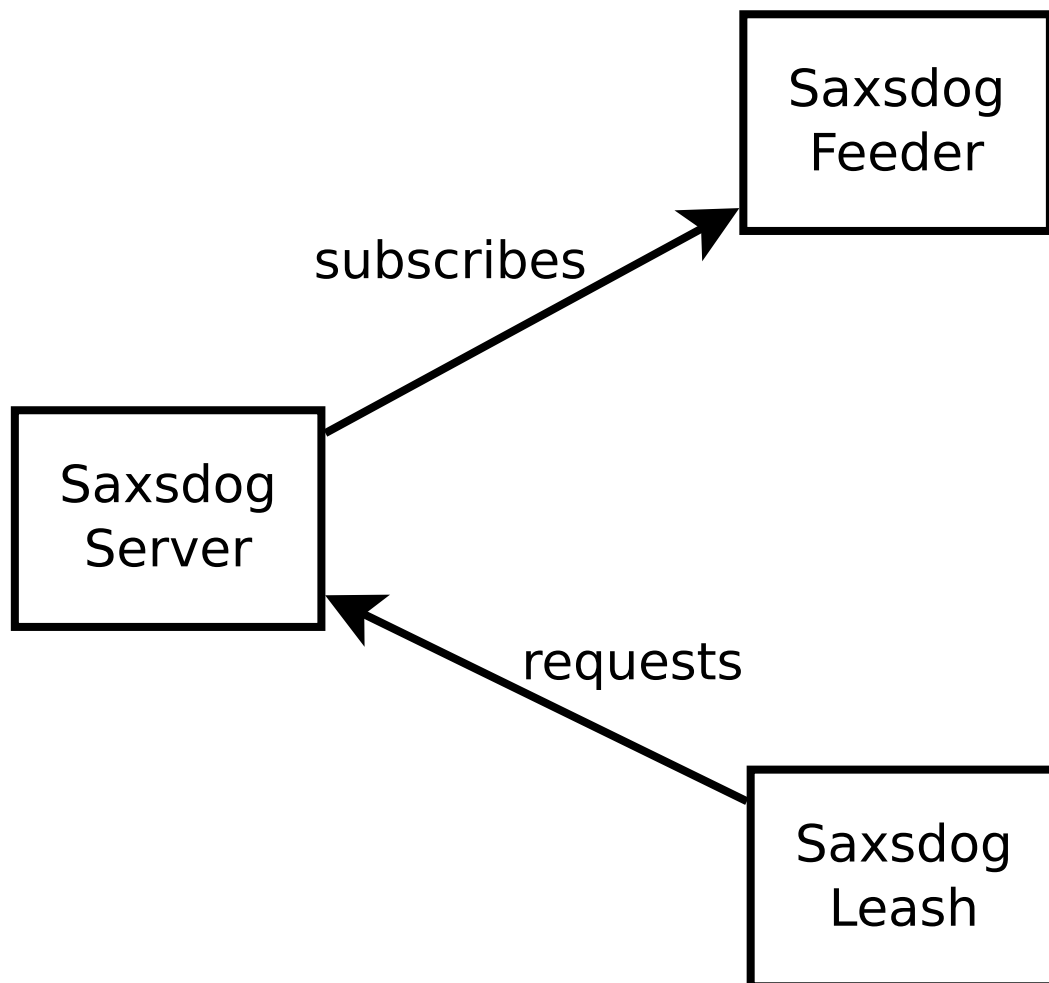 Saxsdog
Feeder
subscribes
Saxsdog
Server
requests
Saxsdog
Leash